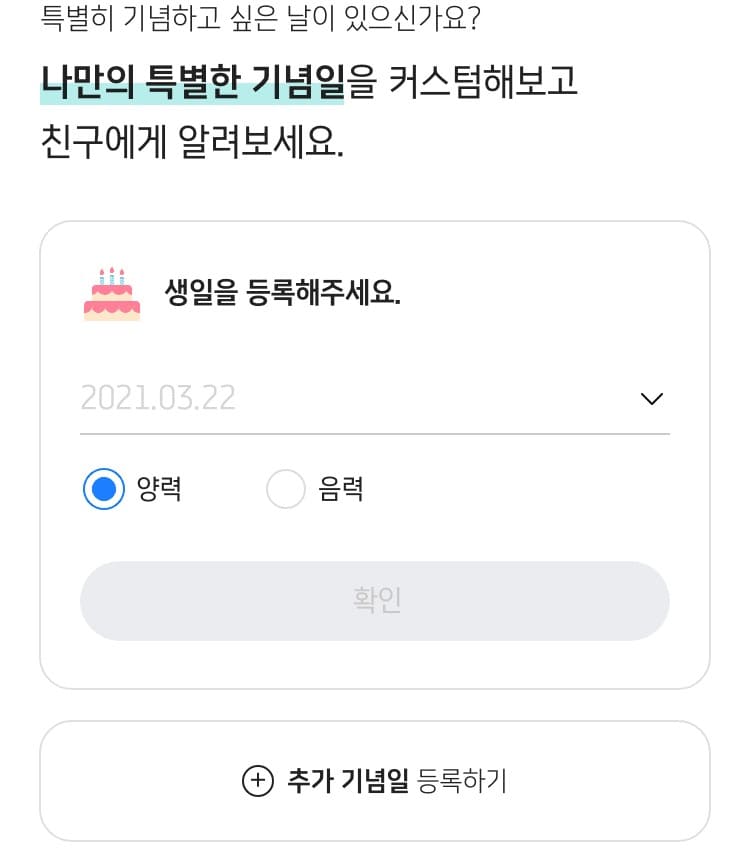 특별히 기념하고 싶은 날이 있으신가요?
나만의 특별한 기념일을 커스텀해보고
친구에게 알려보세요.
생일을 등록해주세요.
2021.03.22
양력 음력
확인
추가 기념일 등록하기